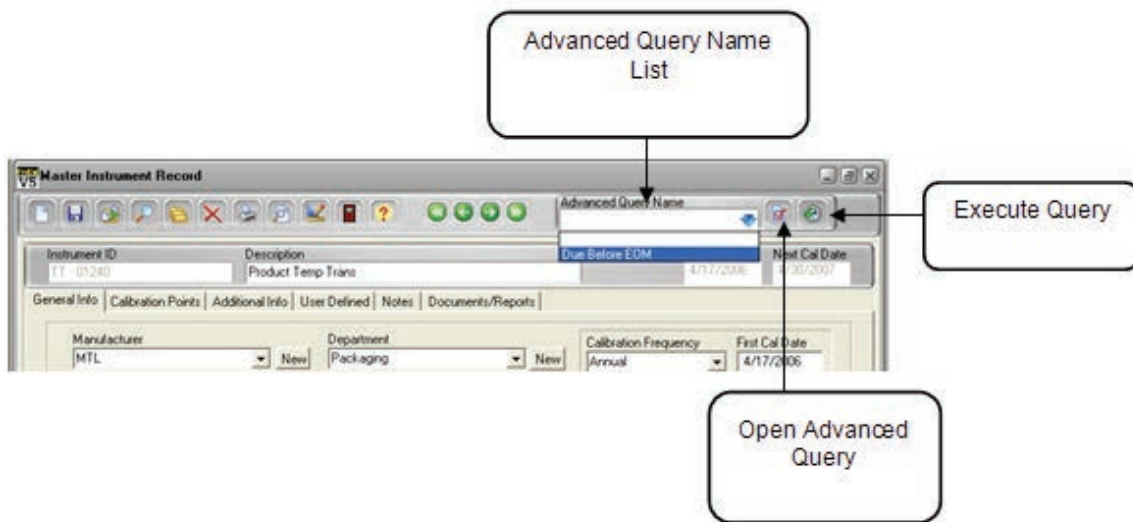 Advanced Query Name
List
Master Instrument Record
V5
Advanced Query Name
Execute Query
Due Before EOM
Instrument ID
Description
Next Cal Date
TT - 01240
Product Temp Trans
4/17/2006
4/30/2007
General Info
Calibration Points
Additional Info
User Defined
Notes
Documents/Reports
Manufacturer
Department
Calibration Frequency
First Cal Date
MTL
New
Packaging
New
Annual
4/17/2006
Open Advanced
Query